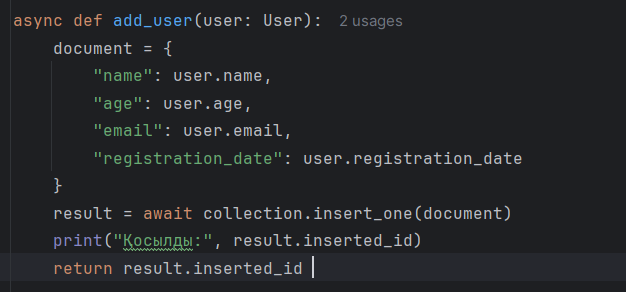 async def add_user(user: User): 2 usages
    document = {
        "name": user.name,
        "age": user.age,
        "email": user.email,
        "registration_date": user.registration_date
    }
    result = await collection.insert_one(document)
    print("Қосылды:", result.inserted_id)
    return result.inserted_id